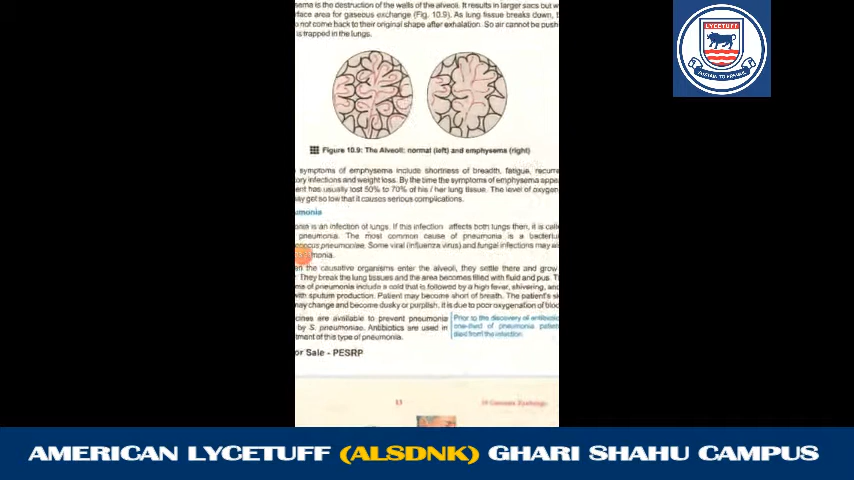 sema is the destruction of the walls of the alveoli. It results in larger sacs but w
rface area for gaseous exchange (Fig. 10.9). As lung tissue breaks down,
o not come back to their original shape after exhalation. So air cannot be push
is trapped in the lungs.
Figure 10.9: The Alveoli: normal (left) and emphysema (right)
symptoms of emphysema include shortness of breadth, fatigue, recurre
ory infections and weight loss. By the time the symptoms of emphysema appe
ent has usually lost 50% to 70% of his / her lung tissue. The level of oxygen
may get so low that it causes serious complications.
umonia
onia is an infection of lungs. If this infection affects both lungs then, it is calle
pneumonia. The most common cause of pneumonia is a bacterium
coccus pneumoniae. Some viral (influenza virus) and fungal infections may als
monia.
en the causative organisms enter the alveoli, they settle there and grow
. They break the lung tissues and the area becomes filled with fluid and pus. Th
me of pneumonia include a cold that is followed by a high fever, shivering, and
with sputum production. Patient may become short of breath. The patient's sk
may change and become dusky or purplish. It is due to poor oxygenation of bloo
cines are available to prevent pneumonia
by S. pneumoniae. Antibiotics are used in
tment of this type of pneumonia.
Prior to the discovery of antibiotic
one-third of pneumonia patient
died from the infection.
or Sale - PESRP
13
LYCETUFF
AMERICAN LYCETUFF (ALSDNK) GHARI SHAHU CAMPUS